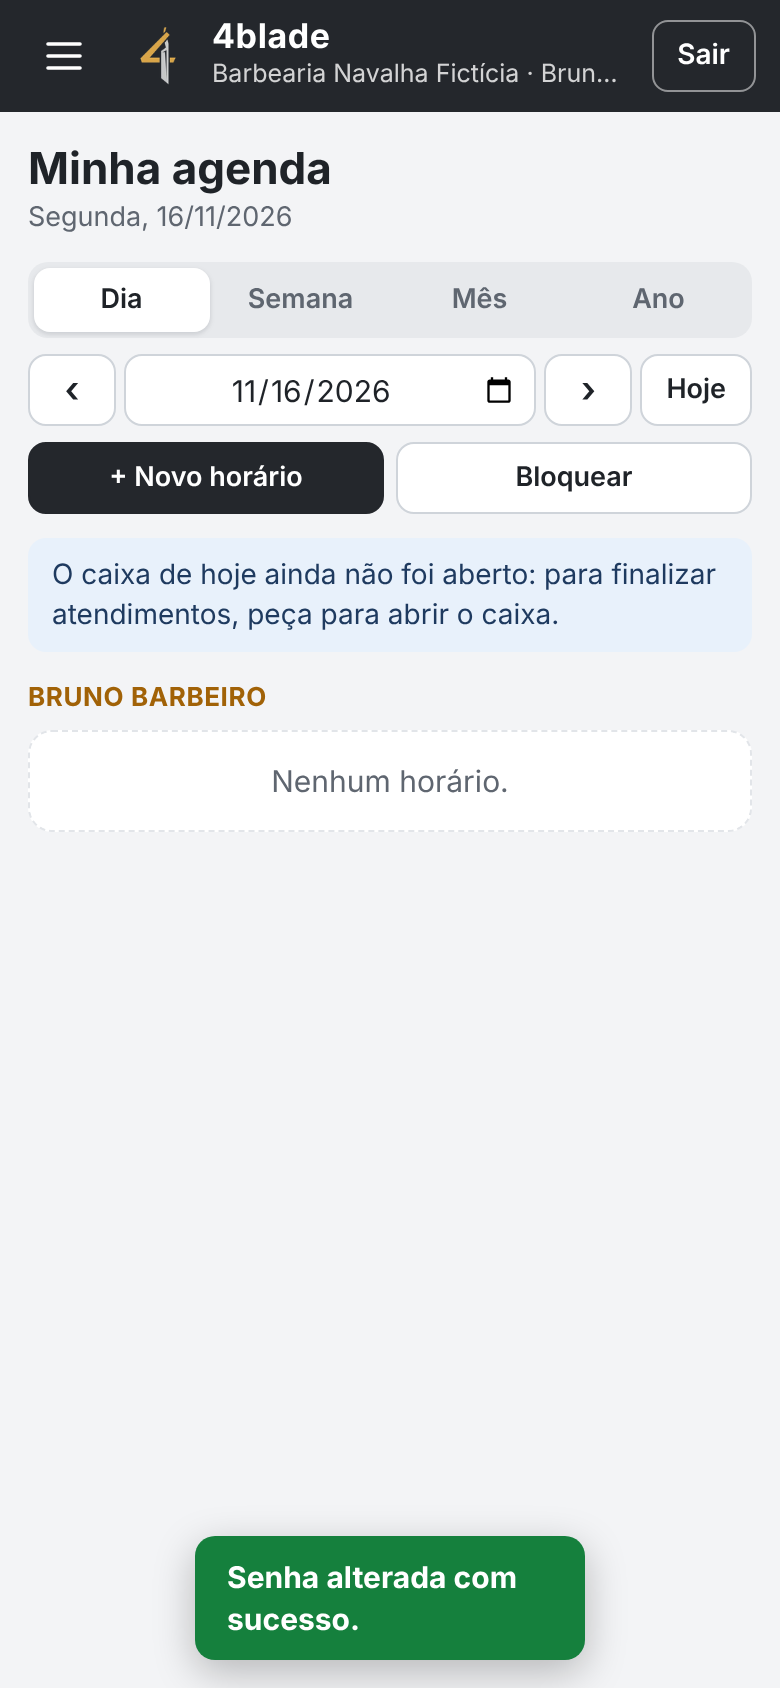 4blade
Barbearia Navalha Fictícia · Brun...
Sair
Minha agenda
Segunda, 16/11/2026
Dia
Semana
Mês
Ano
‹
11/16/2026
›
Hoje
+ Novo horário
Bloquear
O caixa de hoje ainda não foi aberto: para finalizar
atendimentos, peça para abrir o caixa.
BRUNO BARBEIRO
Nenhum horário.
Senha alterada com
sucesso.